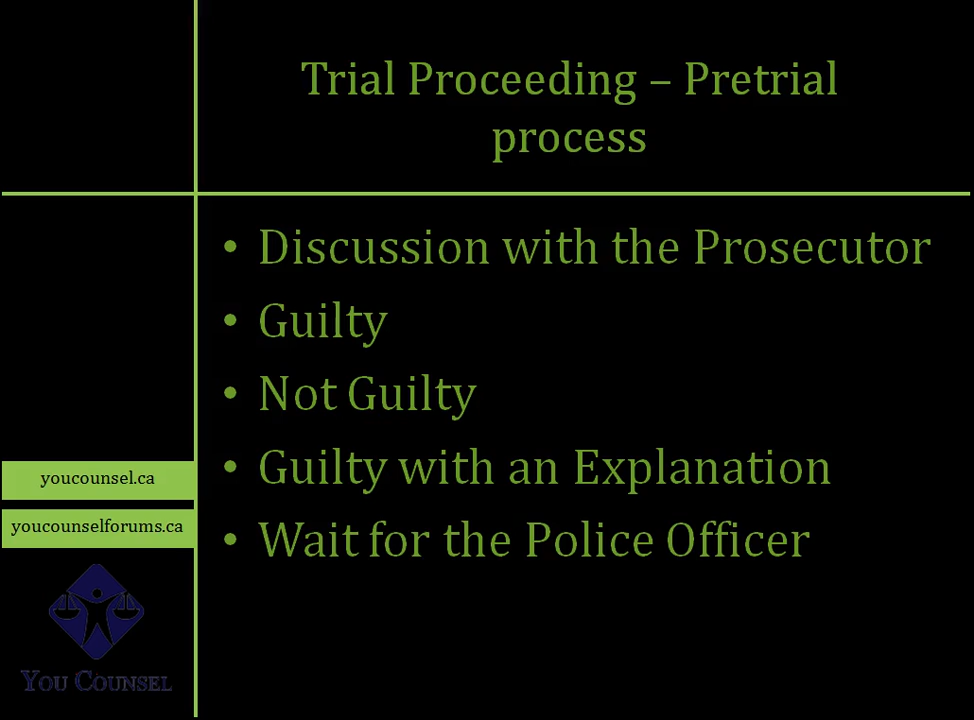 Trial Proceeding – Pretrial
process
• Discussion with the Prosecutor
• Guilty
• Not Guilty
• Guilty with an Explanation
• Wait for the Police Officer
youcounsel.ca
youcounselforums.ca
YOU COUNSEL